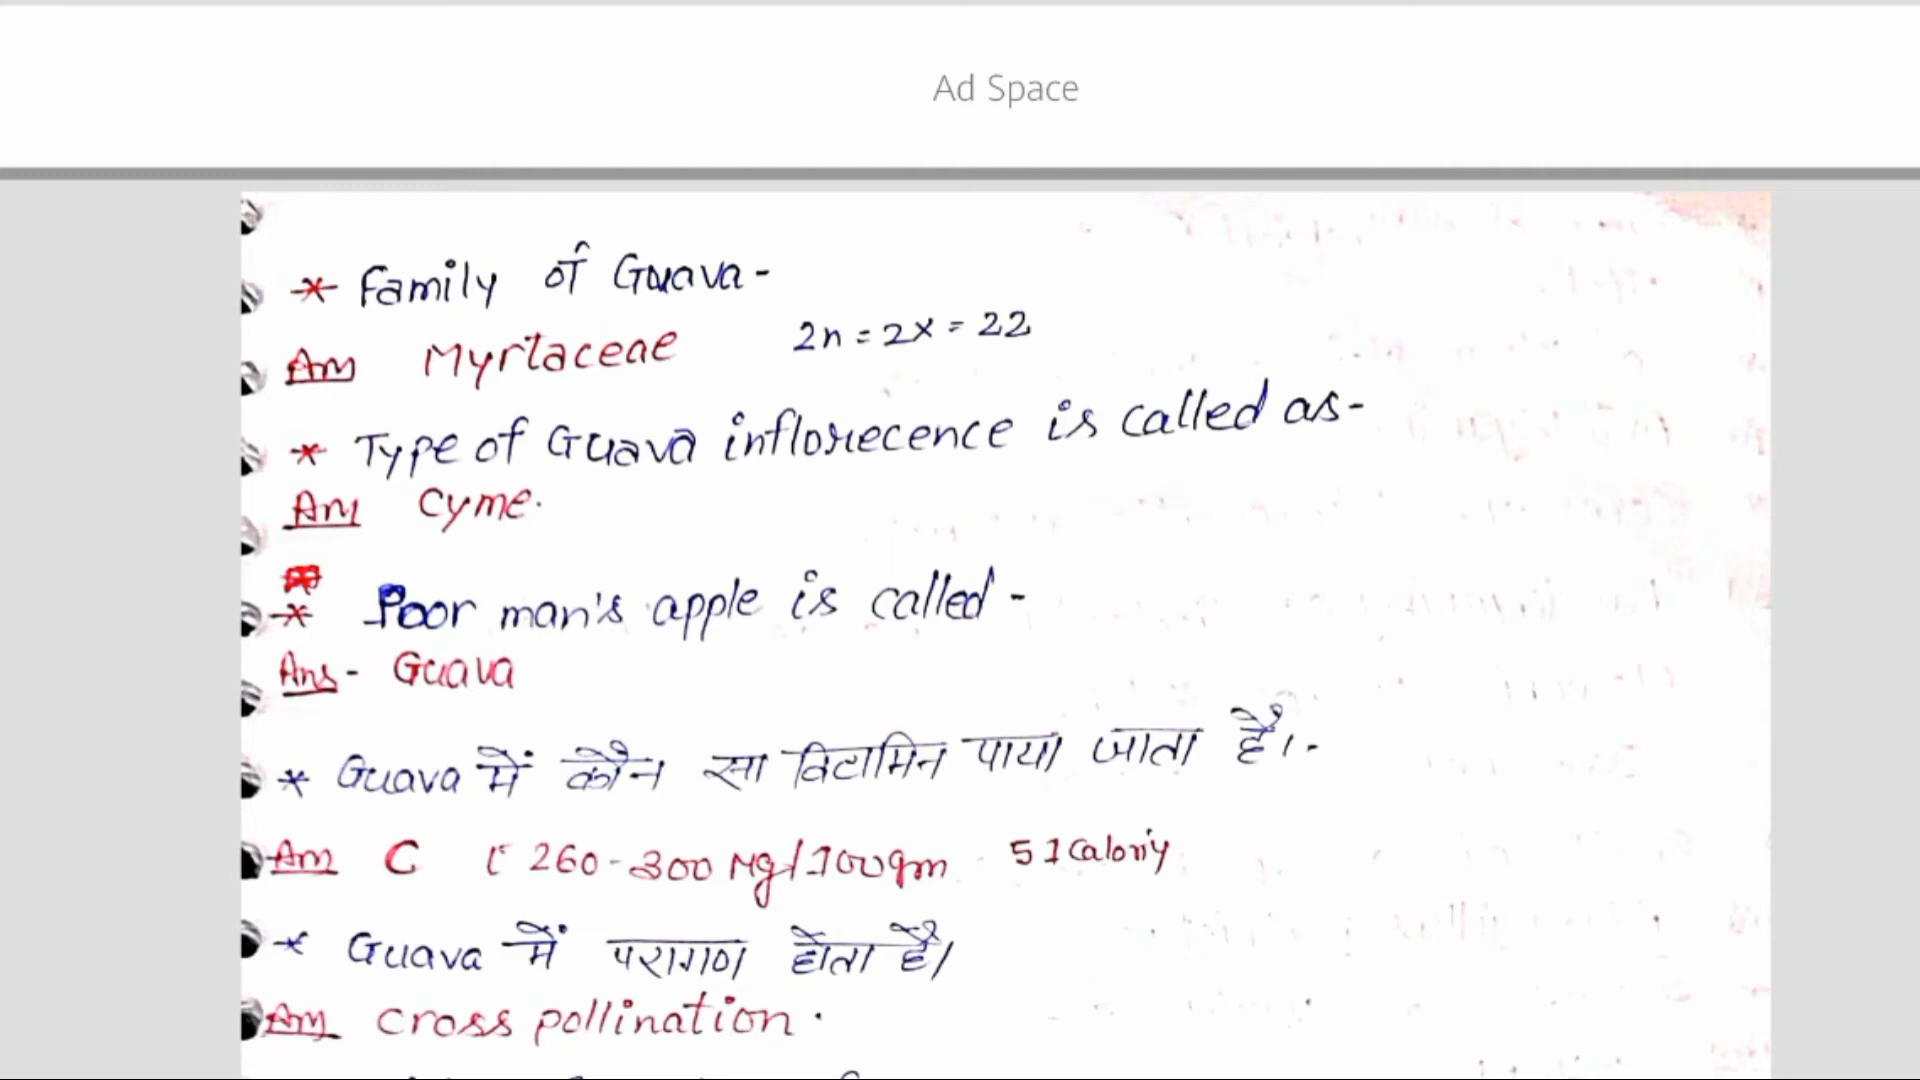 Ad Space
* Family of Guava-
Ans Myrtaceae 2n = 2x = 22
* Type of Guava inflorecence is called as-
Ans Cyme.
* Poor man's apple is called -
Ans- Guava
* Guava में कौन सा विटामिन पाया जाता है।-
Ans C ( 260-300 Mg/100gm 51 Caloriy
* Guava में परागण होता है।
Ans cross pollination.